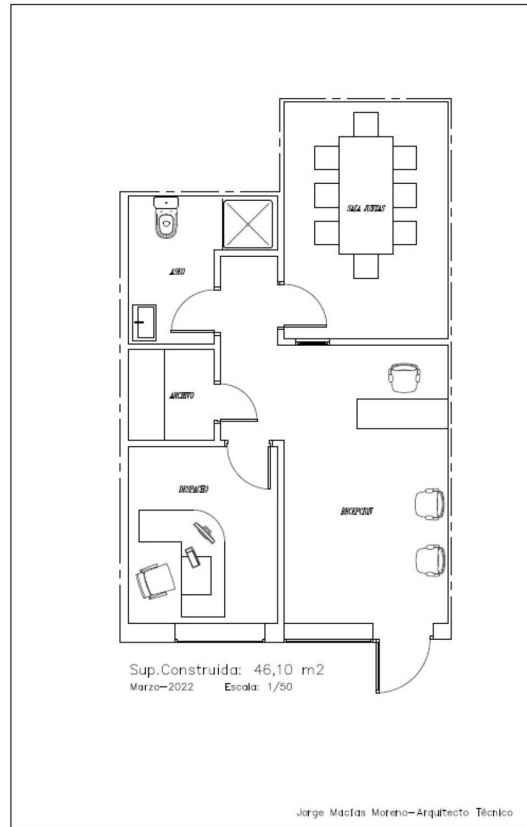 SALA JUNTAS
ASEO
ARCHIVO
DESPACHO
RECEPCION
Sup.Construida: 46,10 m2
Marzo-2022 Escala: 1/50
Jorge Macías Moreno-Arquitecto Técnico